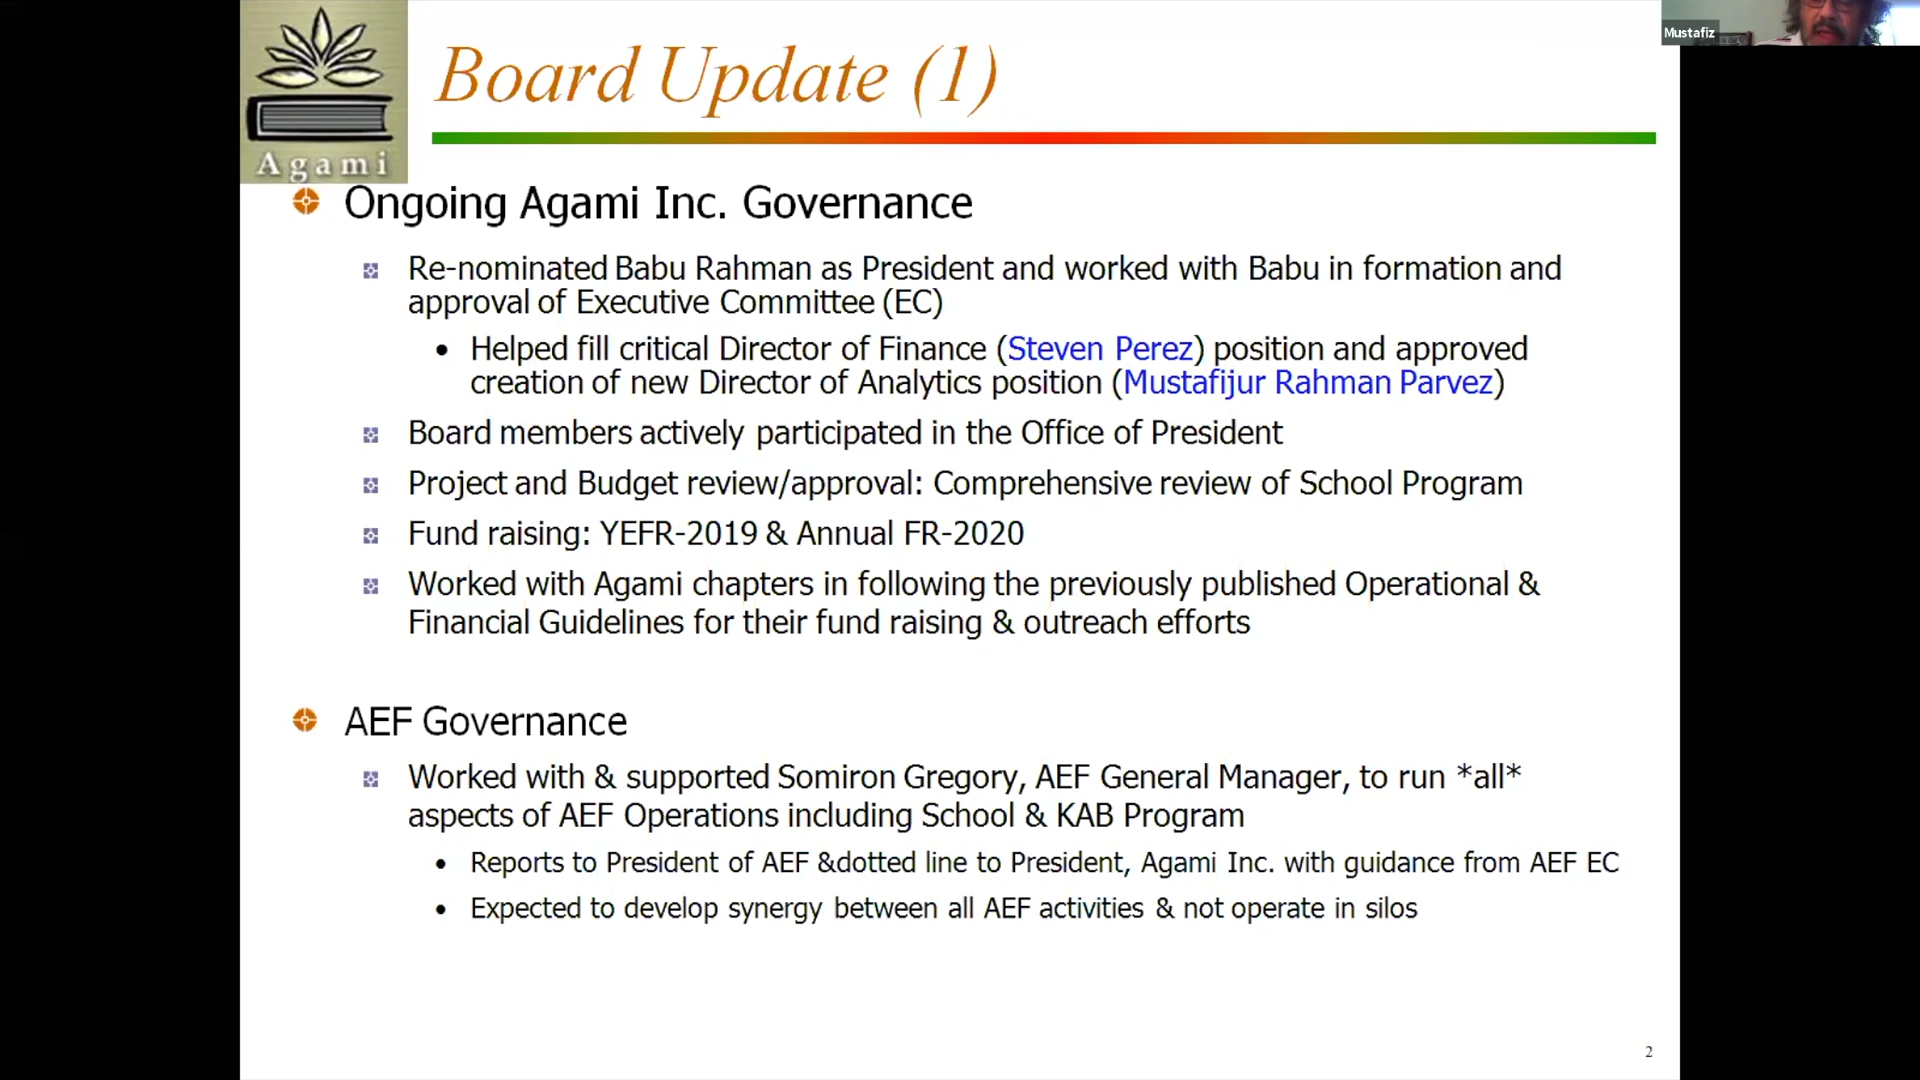 Agami
Board Update (1)
Mustafiz
Ongoing Agami Inc. Governance
Re-nominated Babu Rahman as President and worked with Babu in formation and
approval of Executive Committee (EC)
Helped fill critical Director of Finance (Steven Perez) position and approved
creation of new Director of Analytics position (Mustafijur Rahman Parvez)
Board members actively participated in the Office of President
Project and Budget review/approval: Comprehensive review of School Program
Fund raising: YEFR-2019 & Annual FR-2020
Worked with Agami chapters in following the previously published Operational &
Financial Guidelines for their fund raising & outreach efforts
AEF Governance
Worked with & supported Somiron Gregory, AEF General Manager, to run *all*
aspects of AEF Operations including School & KAB Program
Reports to President of AEF &dotted line to President, Agami Inc. with guidance from AEF EC
Expected to develop synergy between all AEF activities & not operate in silos
2